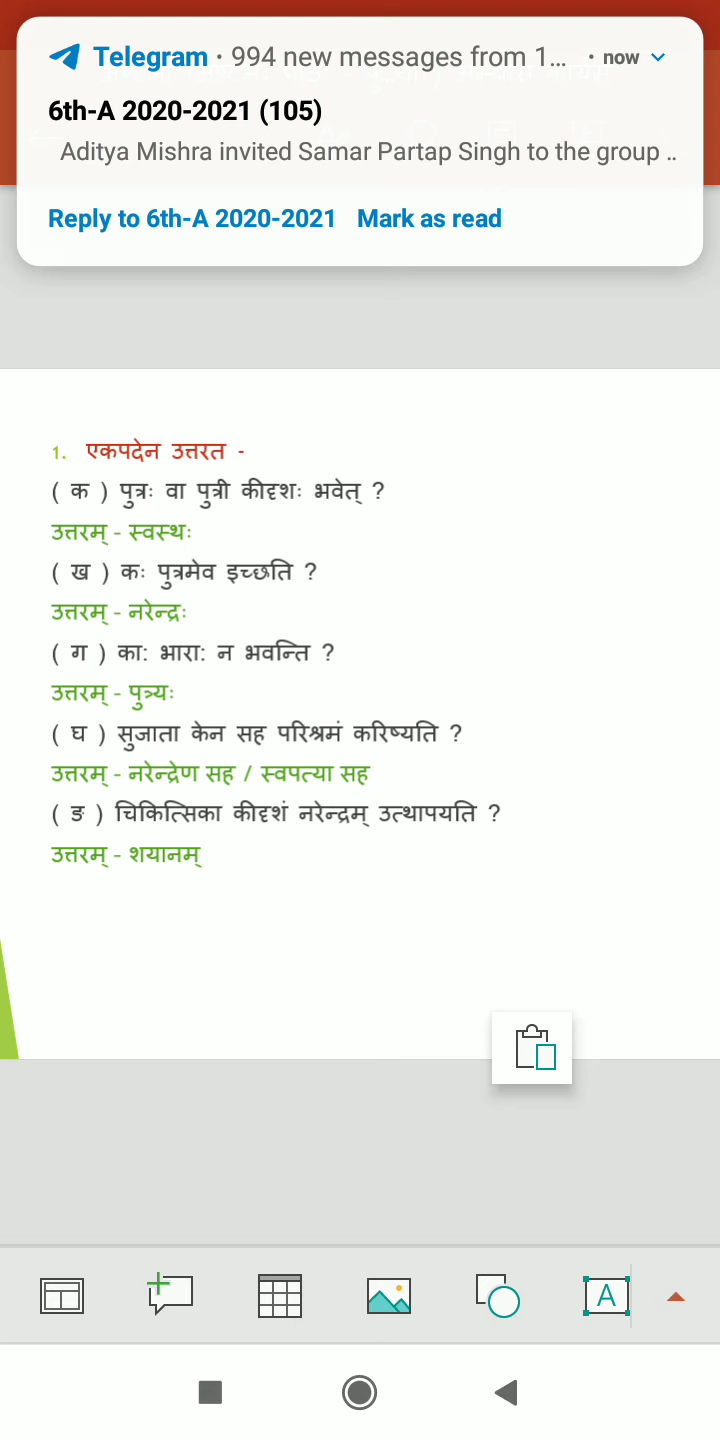 Telegram · 994 new messages from 1... · now
6th-A 2020-2021 (105)
Aditya Mishra invited Samar Partap Singh to the group ..
Reply to 6th-A 2020-2021 Mark as read
1. एकपदेन उत्तरत -
( क ) पुत्रः वा पुत्री कीदृशः भवेत् ?
उत्तरम् - स्वस्थः
( ख ) कः पुत्रमेव इच्छति ?
उत्तरम् - नरेन्द्रः
( ग ) का: भारा: न भवन्ति ?
उत्तरम् - पुत्र्यः
( घ ) सुजाता केन सह परिश्रमं करिष्यति ?
उत्तरम् - नरेन्द्रेण सह / स्वपत्या सह
( ङ ) चिकित्सिका कीदृशं नरेन्द्रम् उत्थापयति ?
उत्तरम् - शयानम्
A